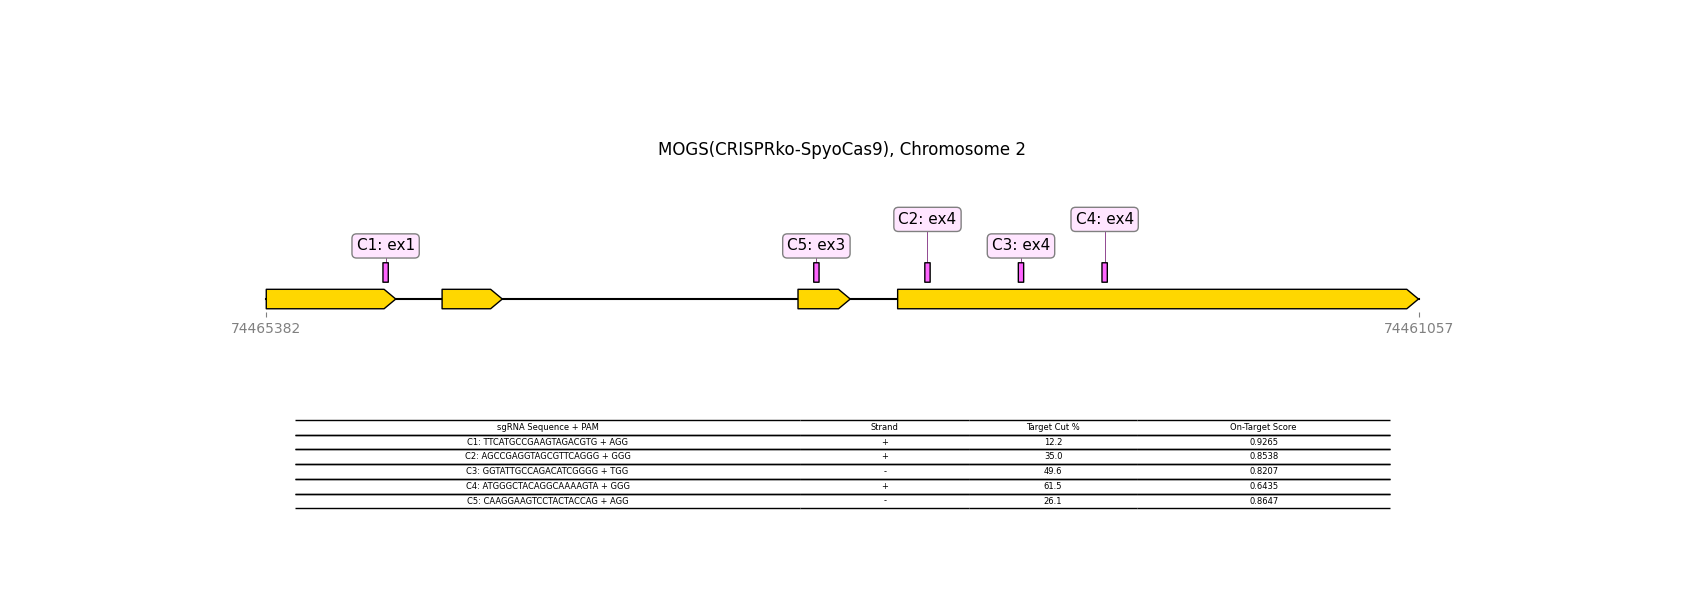 MOGS(CRISPRko-SpyoCas9), Chromosome 2
C2: ex4 C4: ex4
C1: ex1 C5: ex3 C3: ex4
74465382 74461057
sgRNA Sequence + PAM Strand Target Cut % On-Target Score
C1: TTCATGCCGAAGTAGACGTG + AGG + 12.2 0.9265
C2: AGCCGAGGTAGCGTTCAGGG + GGG + 35.0 0.8538
C3: GGTATTGCCAGACATCGGGG + TGG - 49.6 0.8207
C4: ATGGGCTACAGGCAAAAGTA + GGG + 61.5 0.6435
C5: CAAGGAAGTCCTACTACCAG + AGG - 26.1 0.8647